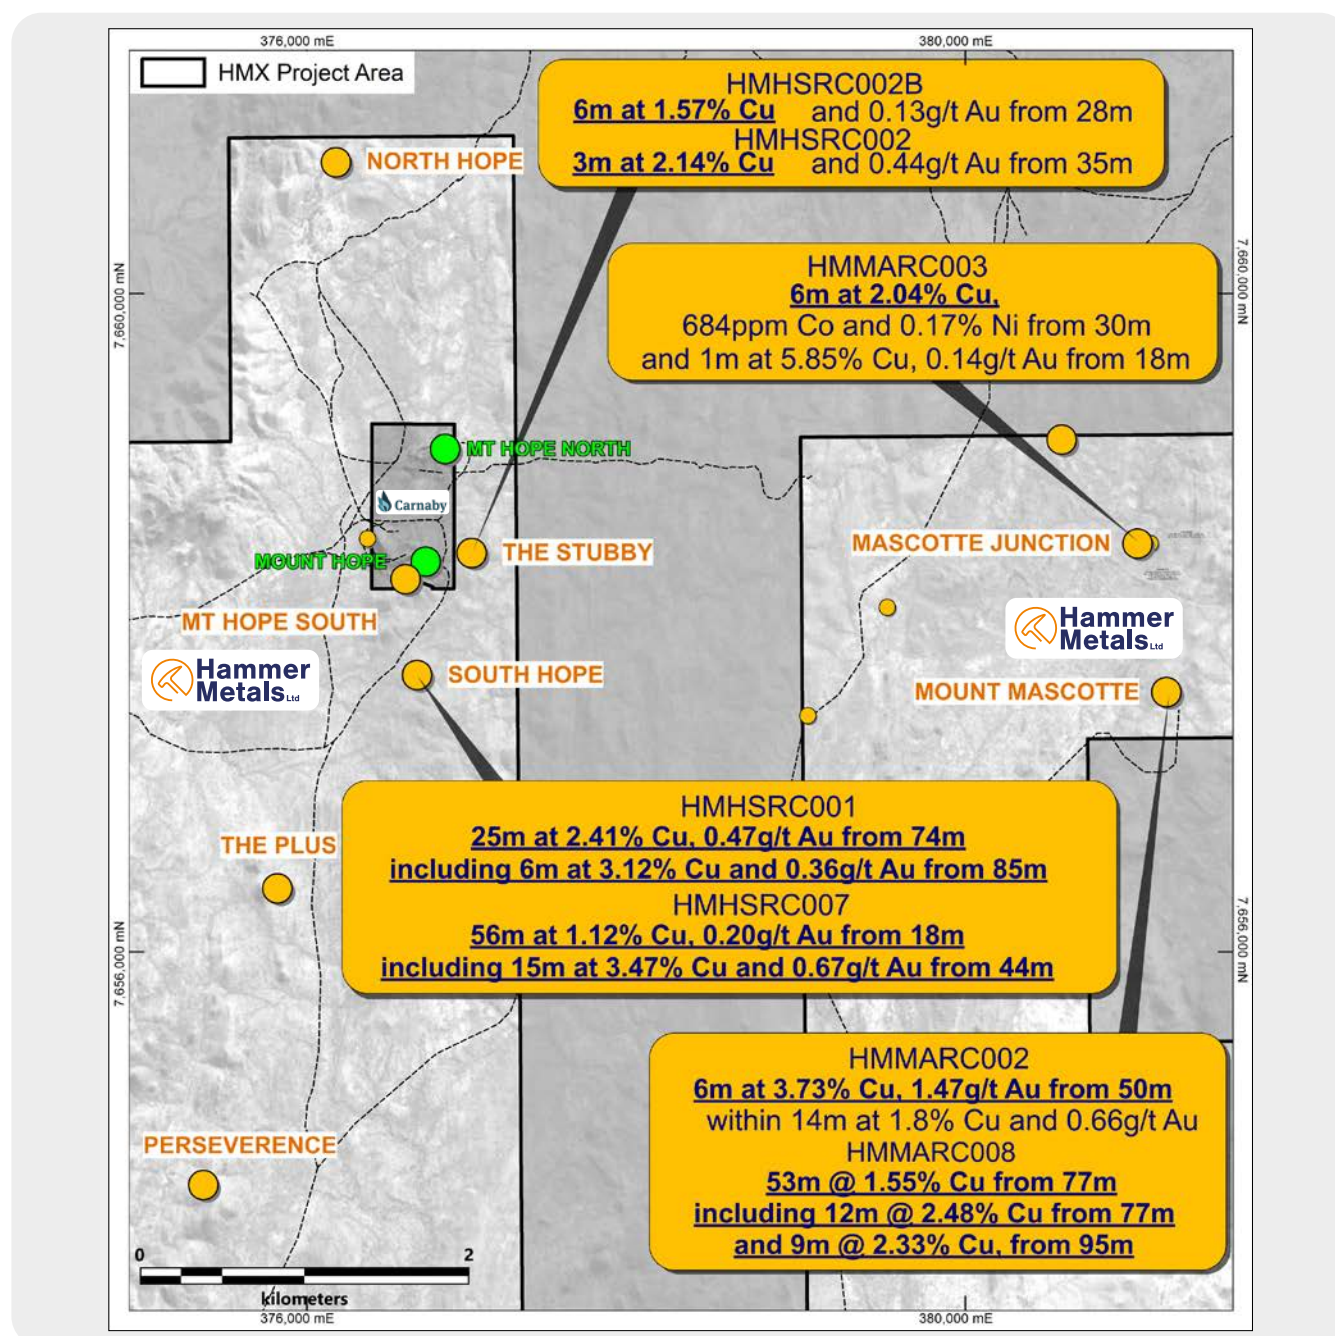 376,000 mE
380,000 mE
HMX Project Area
HMHSRC002B
6m at 1.57% Cu and 0.13g/t Au from 28m
HMHSRC002
3m at 2.14% Cu and 0.44g/t Au from 35m
NORTH HOPE
7,660,000 mN
7,660,000 mN
HMMARC003
6m at 2.04% Cu,
684ppm Co and 0.17% Ni from 30m
and 1m at 5.85% Cu, 0.14g/t Au from 18m
MT HOPE NORTH
Carnaby
MOUNT HOPE
THE STUBBY
MASCOTTE JUNCTION
MT HOPE SOUTH
Hammer
Metals Ltd
Hammer
Metals Ltd
SOUTH HOPE
MOUNT MASCOTTE
HMHSRC001
25m at 2.41% Cu, 0.47g/t Au from 74m
including 6m at 3.12% Cu and 0.36g/t Au from 85m
HMHSRC007
56m at 1.12% Cu, 0.20g/t Au from 18m
including 15m at 3.47% Cu and 0.67g/t Au from 44m
THE PLUS
7,656,000 mN
7,656,000 mN
HMMARC002
6m at 3.73% Cu, 1.47g/t Au from 50m
within 14m at 1.8% Cu and 0.66g/t Au
HMMARC008
53m @ 1.55% Cu from 77m
including 12m @ 2.48% Cu from 77m
and 9m @ 2.33% Cu, from 95m
PERSEVERENCE
0 2
kilometers
376,000 mE
380,000 mE